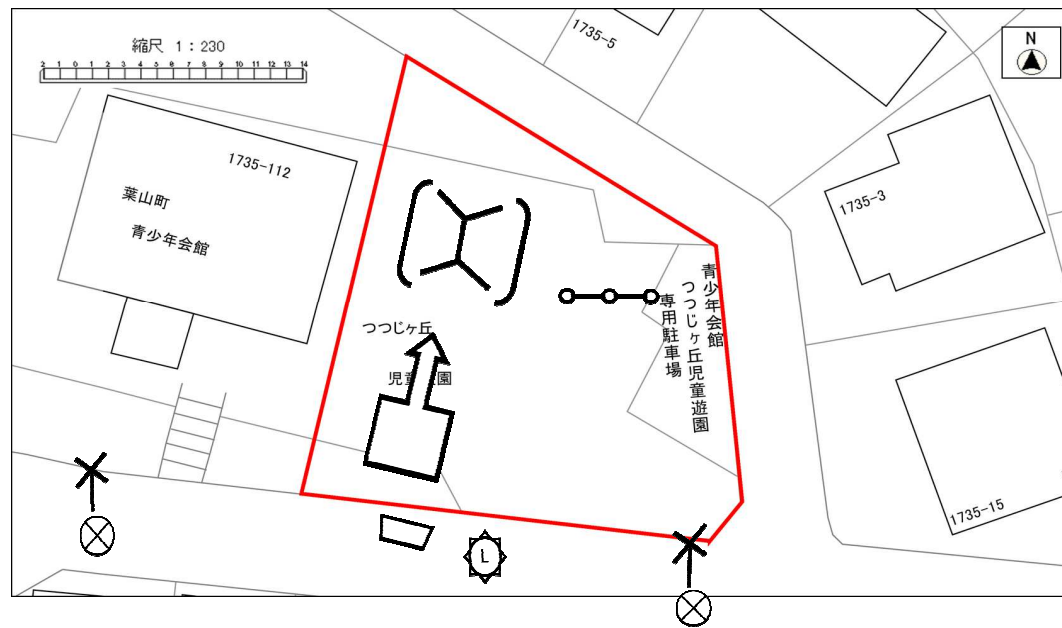 縮尺 1：230
2 1 0 1 2 3 4 5 6 7 8 9 10 11 12 13 14
N
1735-5
1735-112
葉山町
青少年会館
1735-3
青少年会館
つつじヶ丘児童遊園
専用駐車場
つつじヶ丘
児童 園
1735-15
L